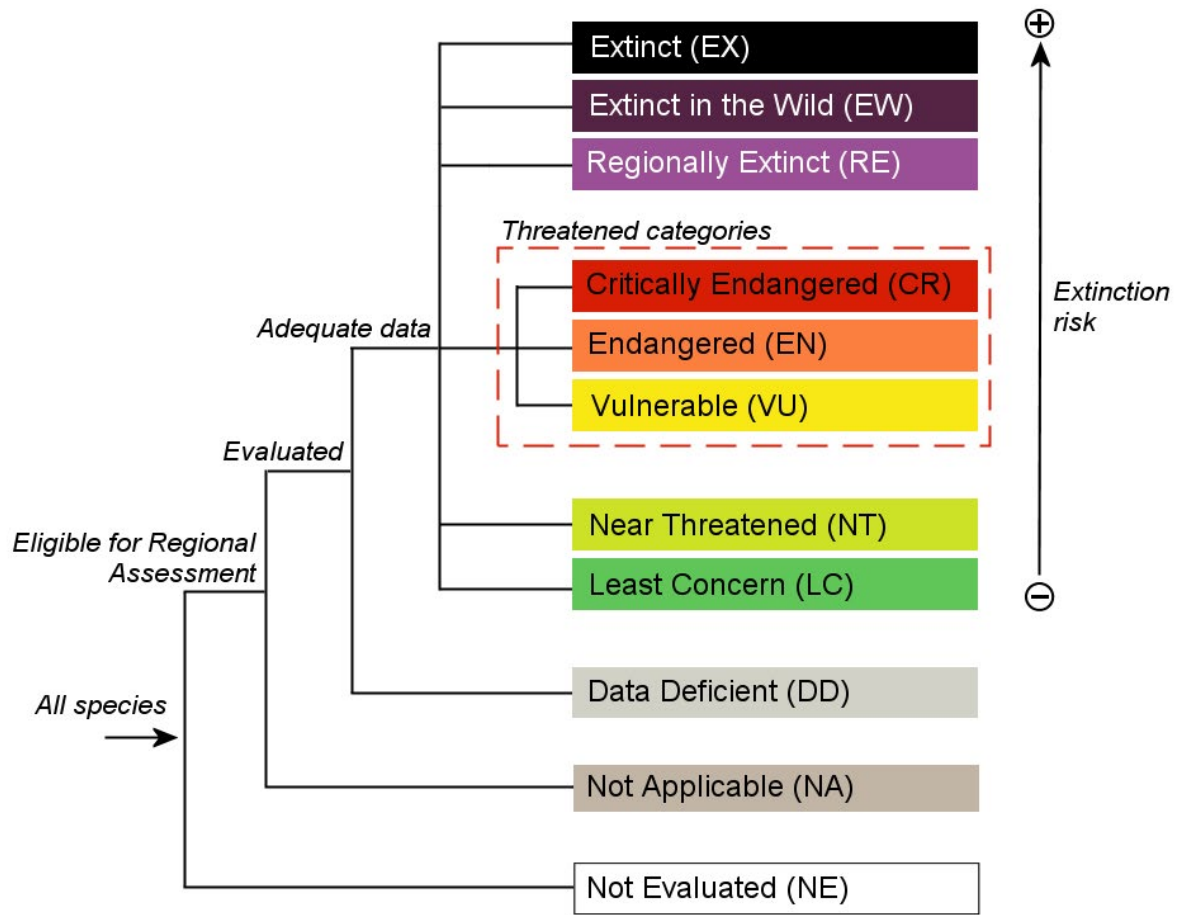 Extinct (EX)
Extinct in the Wild (EW)
Regionally Extinct (RE)
Threatened categories
Critically Endangered (CR)
Extinction
risk
Adequate data
Endangered (EN)
Vulnerable (VU)
Evaluated
Near Threatened (NT)
Eligible for Regional
Assessment
Least Concern (LC)
Data Deficient (DD)
All species
Not Applicable (NA)
Not Evaluated (NE)